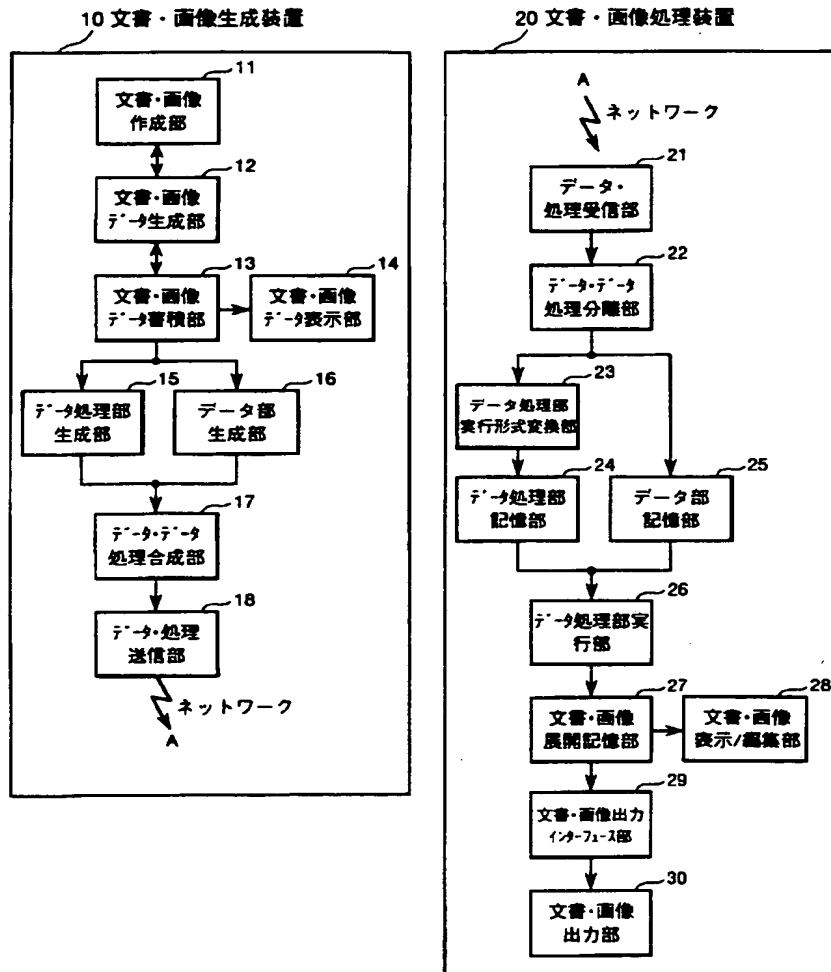 10 文書・画像生成装置
11
文書・画像
作成部
12
文書・画像
データ生成部
13
文書・画像
データ蓄積部
14
文書・画像
データ表示部
15
データ処理部
生成部
16
データ部
生成部
17
データ・データ
処理合成部
18
データ・処理
送信部
ネットワーク
A
20 文書・画像処理装置
A
ネットワーク
21
データ・
処理受信部
22
データ・データ
処理分離部
23
データ処理部
実行形式変換部
24
データ処理部
記憶部
25
データ部
記憶部
26
データ処理部実
行部
27
文書・画像
展開記憶部
28
文書・画像
表示/編集部
29
文書・画像出力
インターフェース部
30
文書・画像
出力部